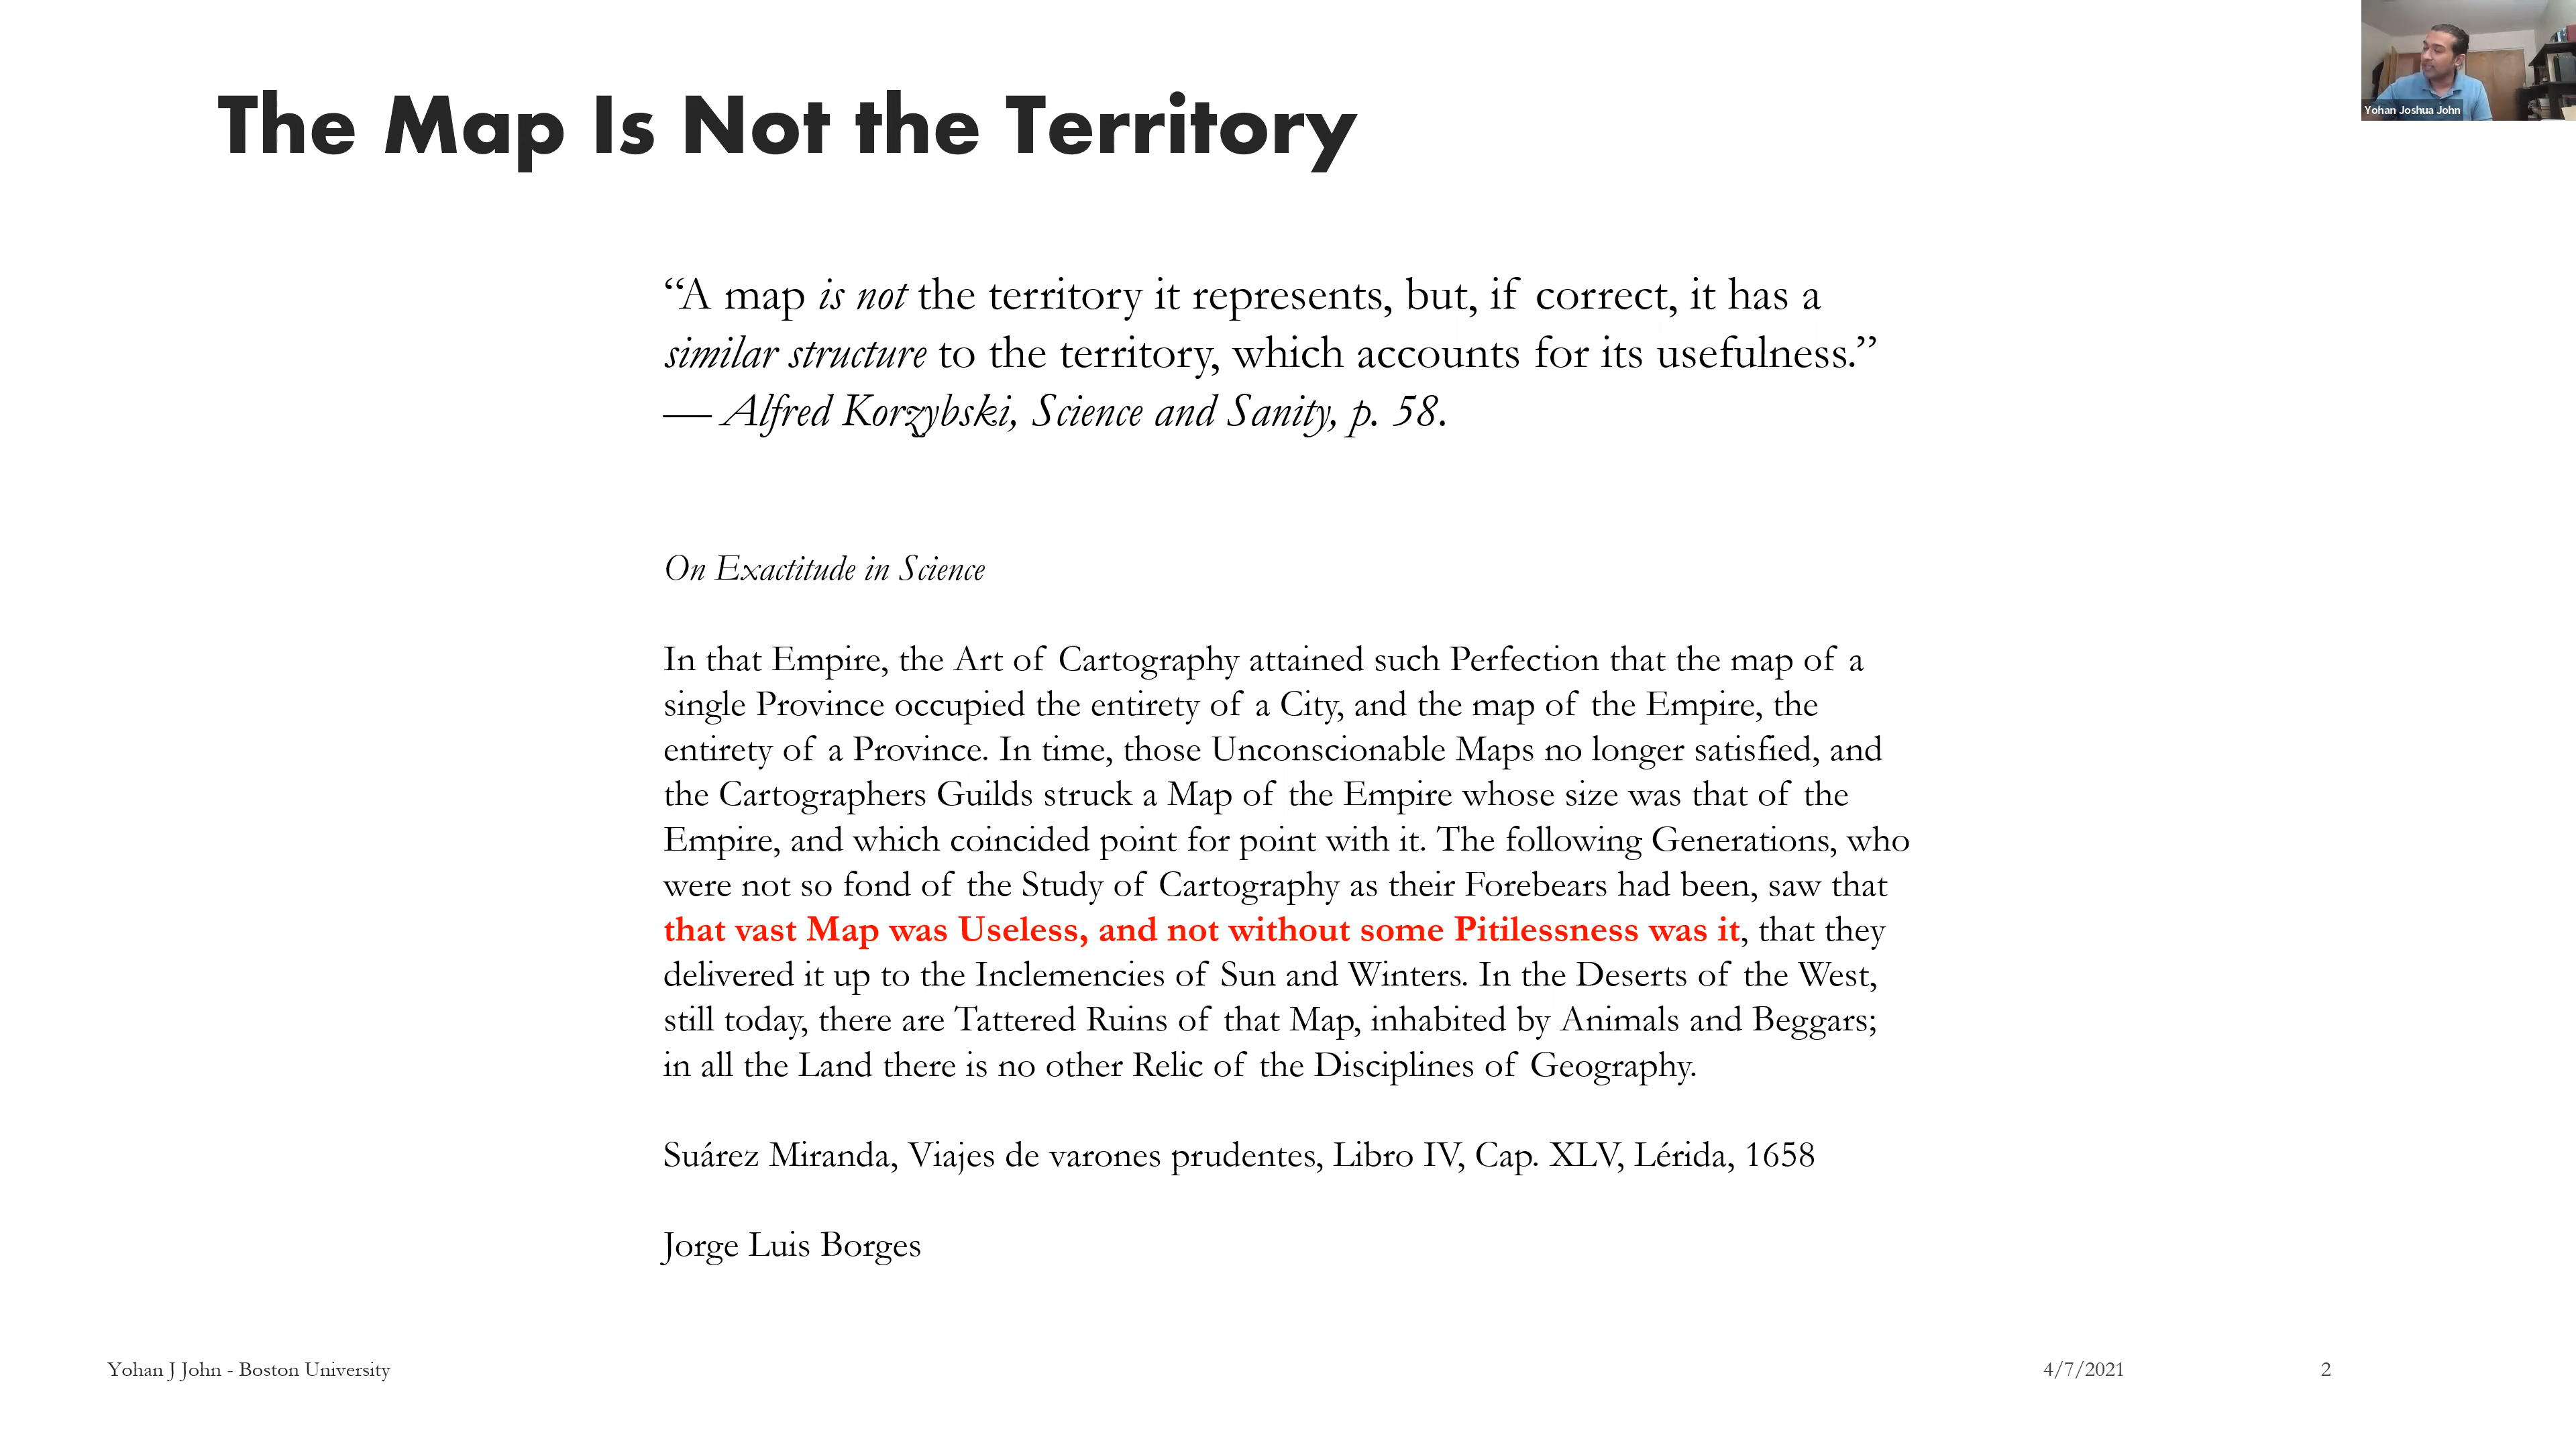 The Map Is Not the Territory
Yohan Joshua John
“A map is not the territory it represents, but, if correct, it has a
similar structure to the territory, which accounts for its usefulness.”
— Alfred Korzybski, Science and Sanity, p. 58.
On Exactitude in Science
In that Empire, the Art of Cartography attained such Perfection that the map of a
single Province occupied the entirety of a City, and the map of the Empire, the
entirety of a Province. In time, those Unconscionable Maps no longer satisfied, and
the Cartographers Guilds struck a Map of the Empire whose size was that of the
Empire, and which coincided point for point with it. The following Generations, who
were not so fond of the Study of Cartography as their Forebears had been, saw that
that vast Map was Useless, and not without some Pitilessness was it, that they
delivered it up to the Inclemencies of Sun and Winters. In the Deserts of the West,
still today, there are Tattered Ruins of that Map, inhabited by Animals and Beggars;
in all the Land there is no other Relic of the Disciplines of Geography.
Suárez Miranda, Viajes de varones prudentes, Libro IV, Cap. XLV, Lérida, 1658
Jorge Luis Borges
Yohan J John - Boston University
4/7/2021
2